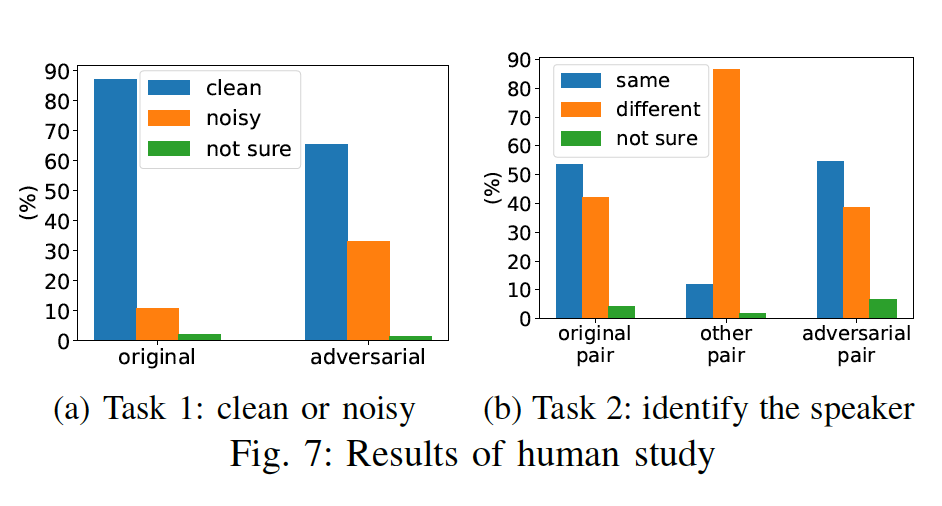 90
80
70
60
50
40
30
20
10
0
(%)
clean
noisy
not sure
original adversarial
(a) Task 1: clean or noisy
90
80
70
60
50
40
30
20
10
0
(%)
same
different
not sure
original pair
other pair
adversarial pair
(b) Task 2: identify the speaker
Fig. 7: Results of human study